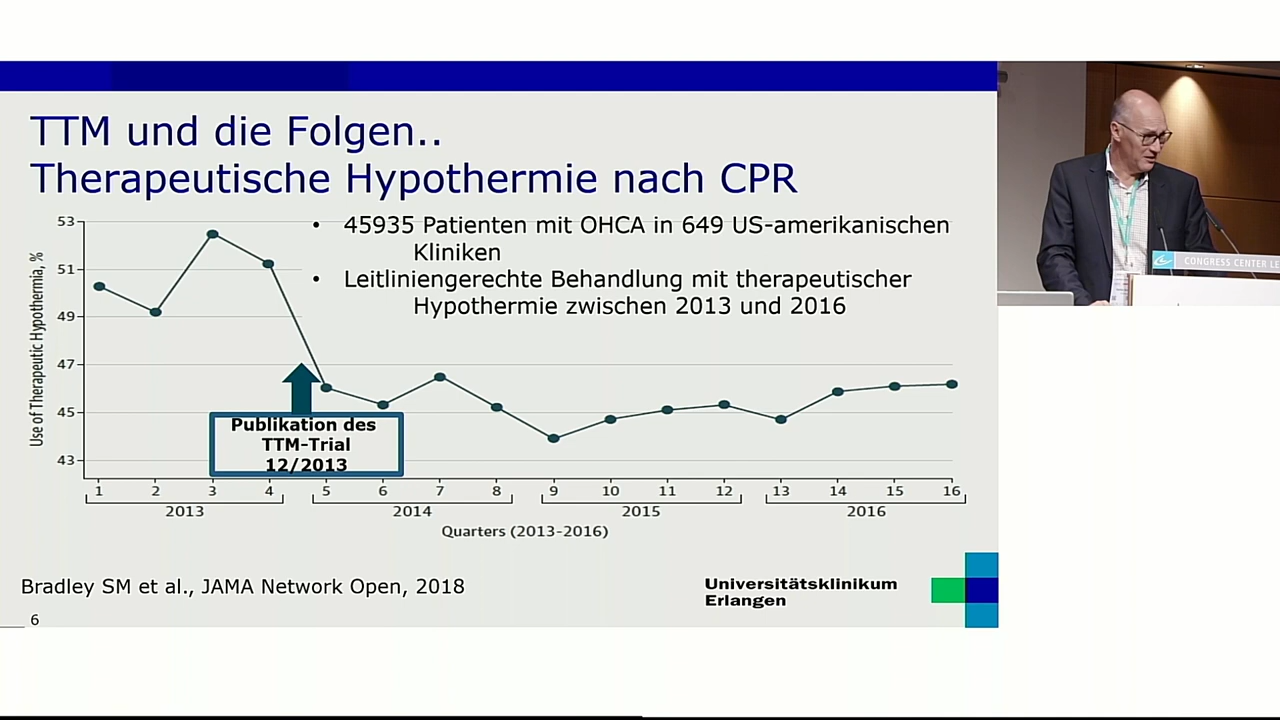 TTM und die Folgen..
Therapeutische Hypothermie nach CPR
• 45935 Patienten mit OHCA in 649 US-amerikanischen
Kliniken
• Leitliniengerechte Behandlung mit therapeutischer
Hypothermie zwischen 2013 und 2016
Use of Therapeutic Hypothermia, %
53
51
49
47
45
43
Publikation des
TTM-Trial
12/2013
1 2 3 4 5 6 7 8 9 10 11 12 13 14 15 16
2013 2014 2015 2016
Quarters (2013-2016)
Bradley SM et al., JAMA Network Open, 2018
Universitätsklinikum
Erlangen
6
CONGRESS CENTER LE